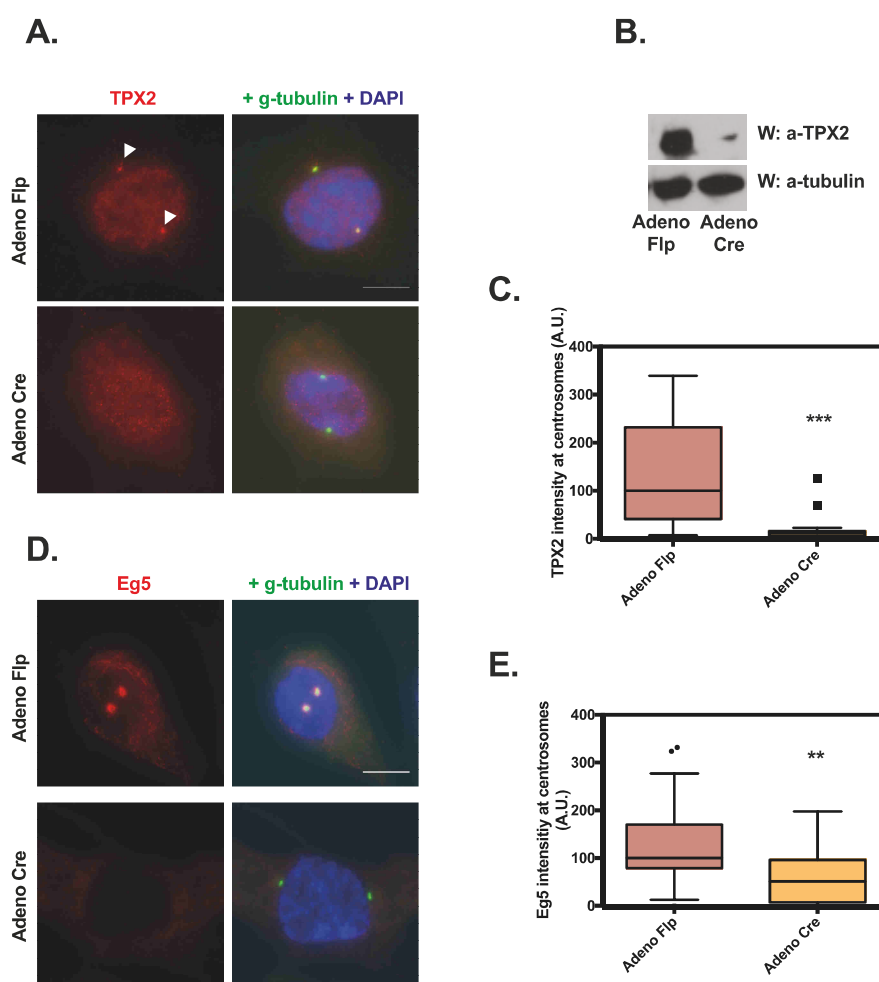 A.
B.
TPX2
+ g-tubulin + DAPI
Adeno Flp
Adeno Cre
W: a-TPX2
W: a-tubulin
Adeno Flp
Adeno Cre
C.
TPX2 intensity at centrosomes (A.U.)
400
300
200
100
0
***
Adeno Flp
Adeno Cre
D.
Eg5
+ g-tubulin + DAPI
Adeno Flp
Adeno Cre
E.
Eg5 intensitiy at centrosomes
(A.U.)
400
300
200
100
0
**
Adeno Flp
Adeno Cre